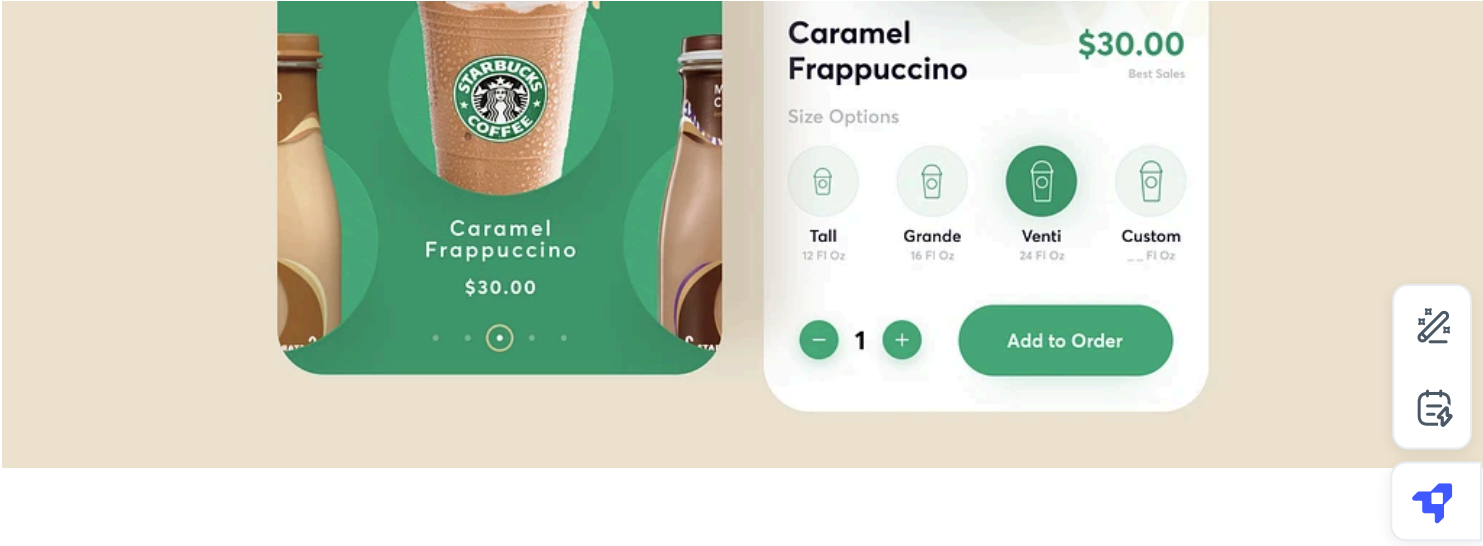 STARBUCKS
COFFEE
Caramel
Frappuccino
$30.00
Caramel
Frappuccino
$30.00
Best Sales
Size Options
Tall
Grande
Venti
Custom
12 Fl Oz
16 Fl Oz
24 Fl Oz
_ _ Fl Oz
1
Add to Order